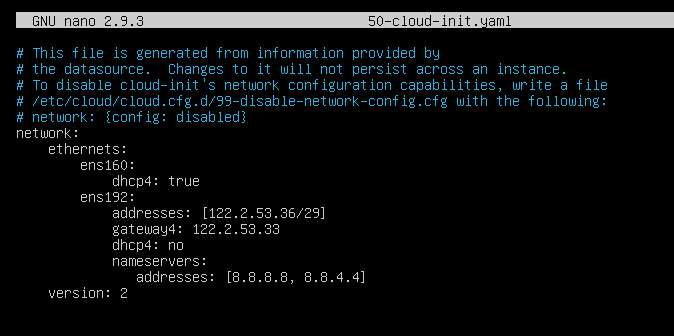 GNU nano 2.9.3 50-cloud-init.yaml
# This file is generated from information provided by
# the datasource.  Changes to it will not persist across an instance.
# To disable cloud-init's network configuration capabilities, write a file
# /etc/cloud/cloud.cfg.d/99-disable-network-config.cfg with the following:
# network: {config: disabled}
network:
    ethernets:
        ens160:
            dhcp4: true
        ens192:
            addresses: [122.2.53.36/29]
            gateway4: 122.2.53.33
            dhcp4: no
            nameservers:
               addresses: [8.8.8.8, 8.8.4.4]
    version: 2